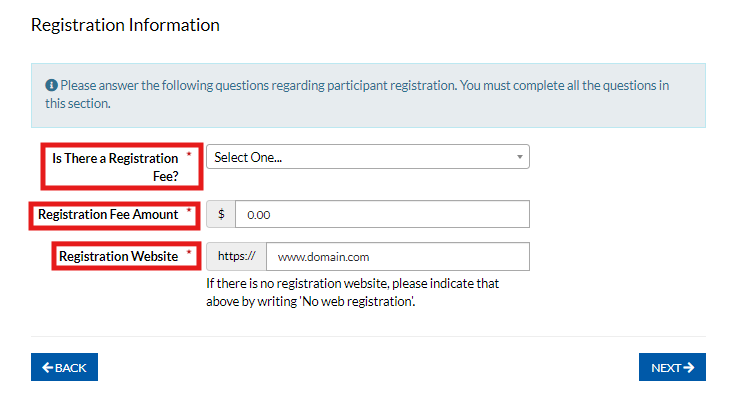 Registration Information
Please answer the following questions regarding participant registration. You must complete all the questions in
this section.
Is There a Registration *
Fee?
Select One...
Registration Fee Amount *
$ 0.00
Registration Website *
https:// www.domain.com
If there is no registration website, please indicate that
above by writing 'No web registration'.
BACK
NEXT